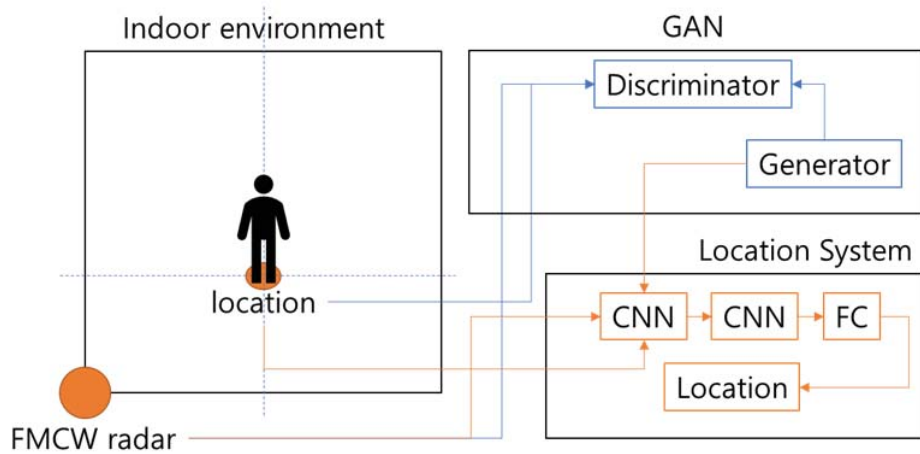 Indoor environment
GAN
Discriminator
Generator
Location System
location
CNN
CNN
FC
Location
FMCW radar